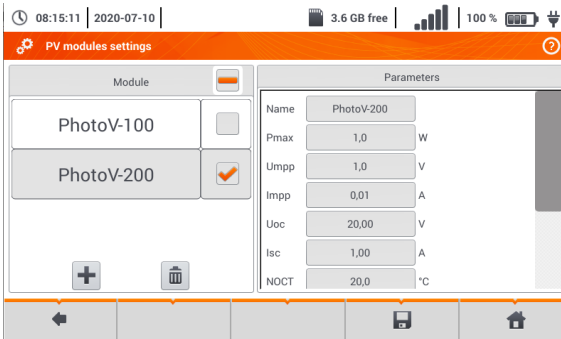 08:15:11 2020-07-10 3.6 GB free 100 %
PV modules settings ?
Module Parameters
PhotoV-100
PhotoV-200
Name PhotoV-200
Pmax 1,0 W
Umpp 1,0 V
Impp 0,01 A
Uoc 20,00 V
Isc 1,00 A
NOCT 20,0 °C